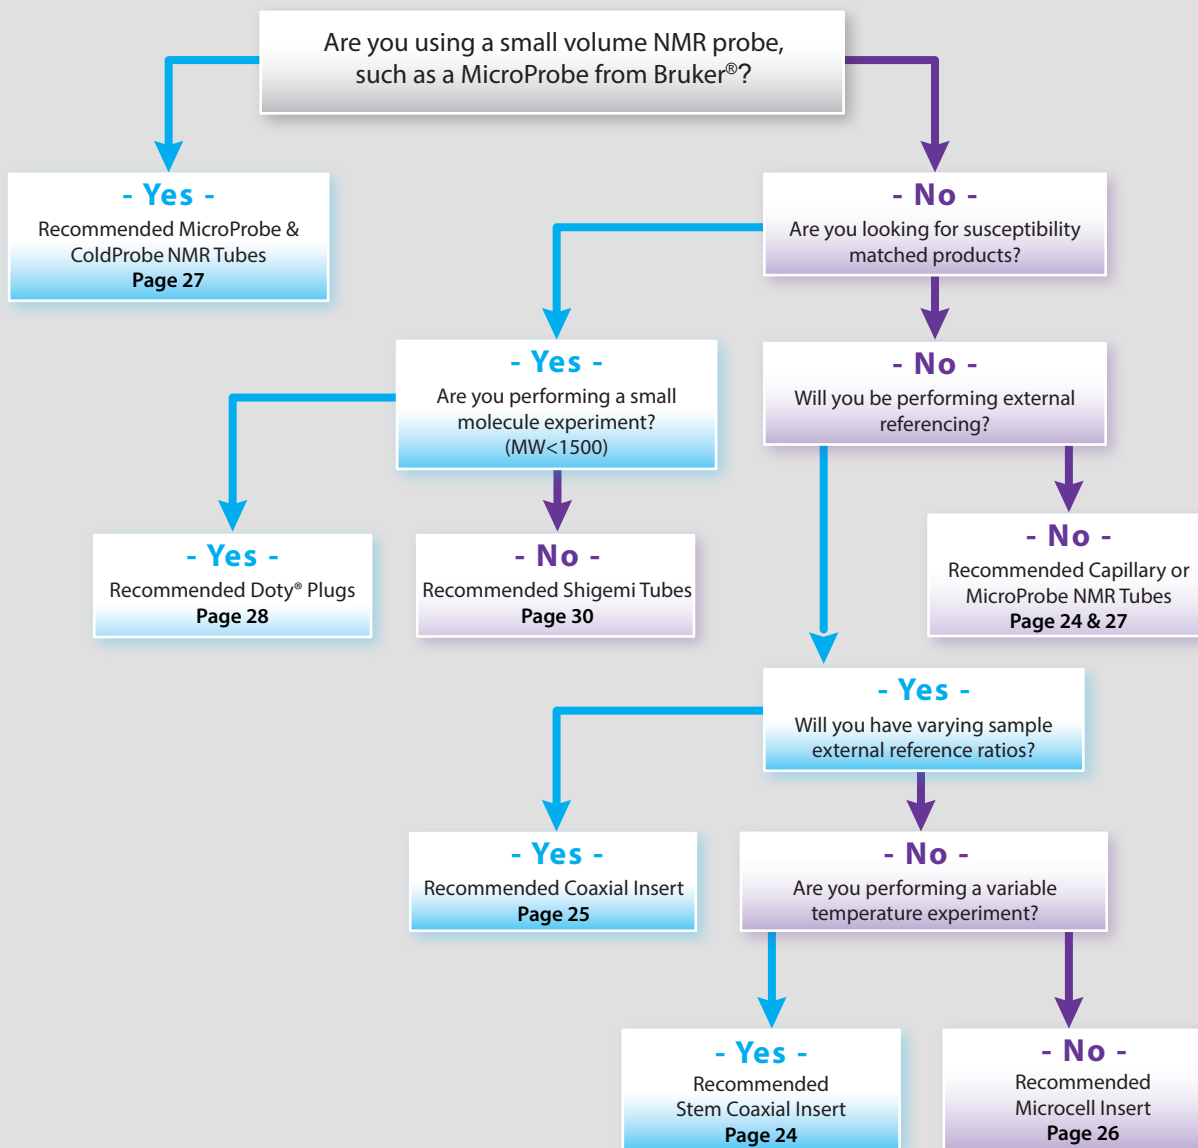 Are you using a small volume NMR probe,
such as a MicroProbe from Bruker®?
- Yes -
Recommended MicroProbe &
ColdProbe NMR Tubes
Page 27
- No -
Are you looking for susceptibility
matched products?
- Yes -
Are you performing a small
molecule experiment?
(MW<1500)
- No -
Will you be performing external
referencing?
- Yes -
Recommended Doty® Plugs
Page 28
- No -
Recommended Shigemi Tubes
Page 30
- No -
Recommended Capillary or
MicroProbe NMR Tubes
Page 24 & 27
- Yes -
Will you have varying sample
external reference ratios?
- Yes -
Recommended Coaxial Insert
Page 25
- No -
Are you performing a variable
temperature experiment?
- Yes -
Recommended
Stem Coaxial Insert
Page 24
- No -
Recommended
Microcell Insert
Page 26